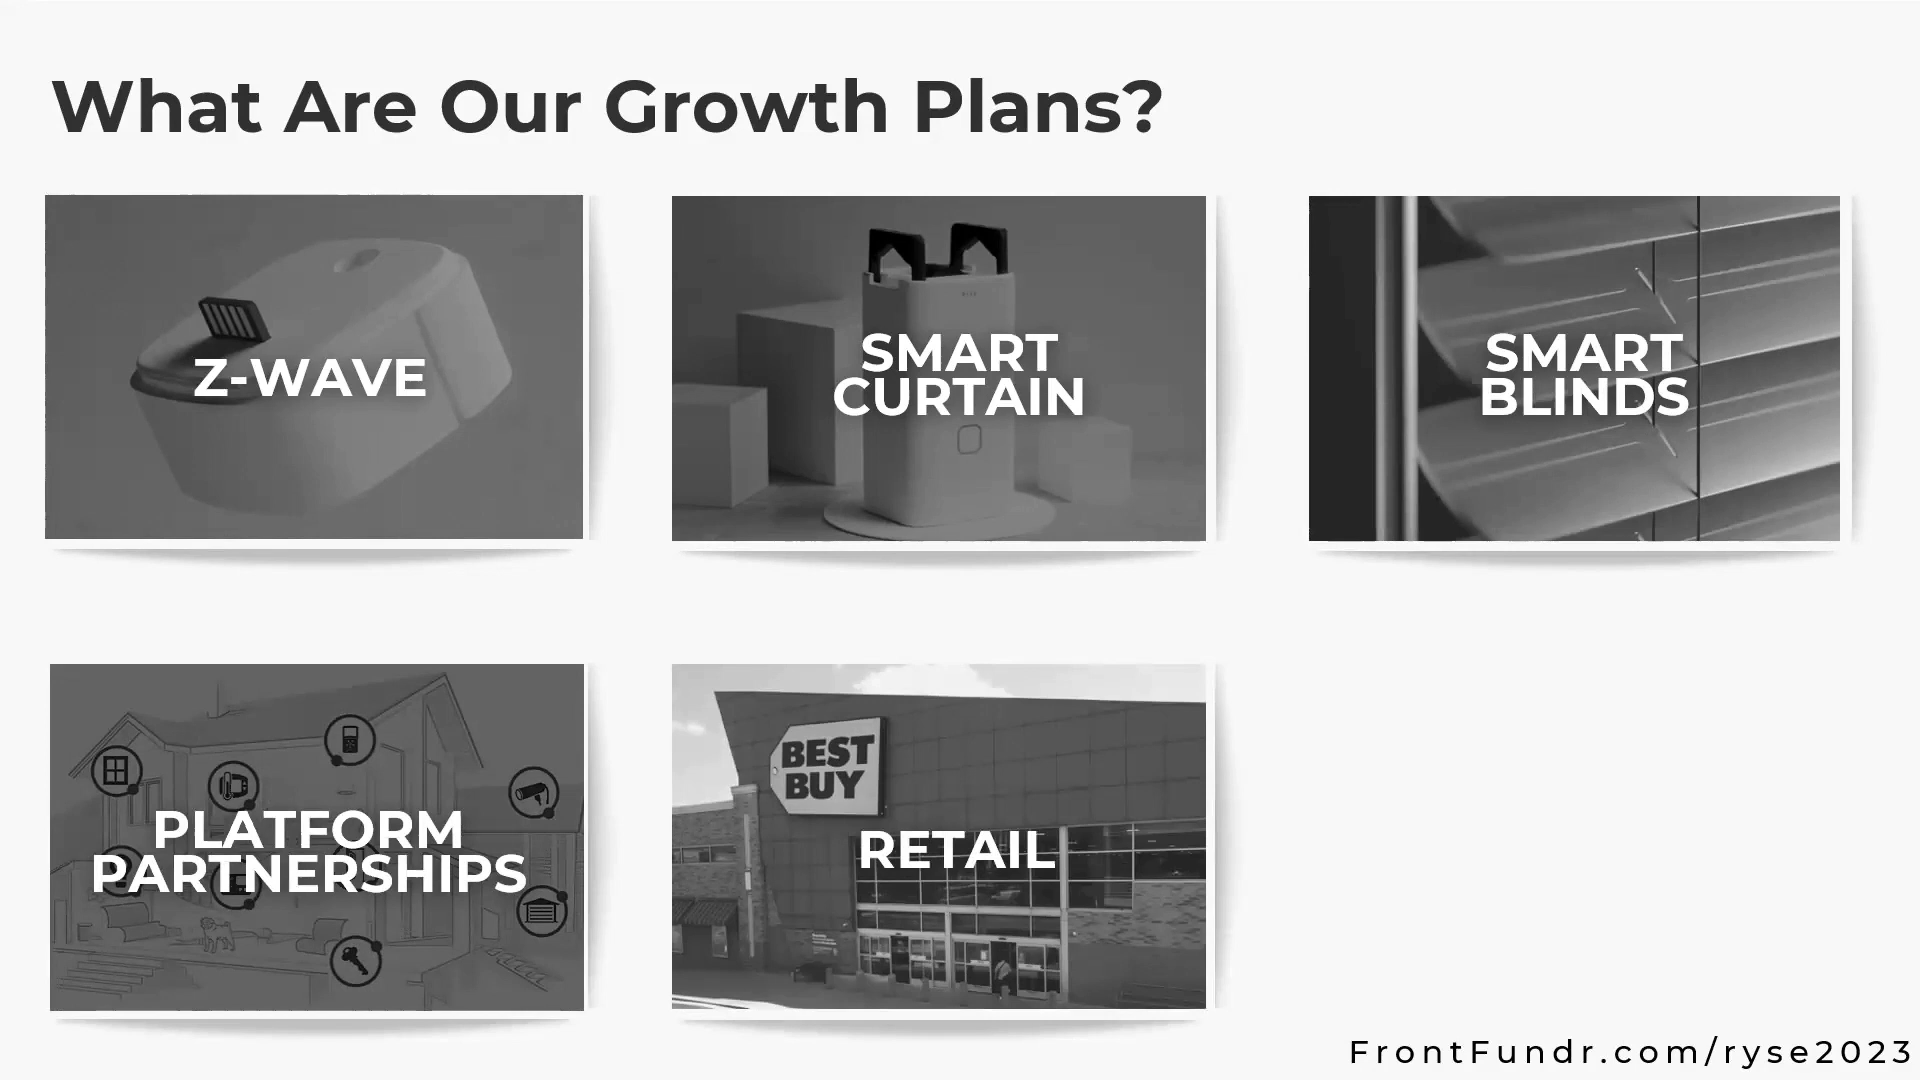 What Are Our Growth Plans?
Z-WAVE
SMART
CURTAIN
SMART
BLINDS
PLATFORM
PARTNERSHIPS
BEST
BUY
RETAIL
FrontFundr.com/ryse2023